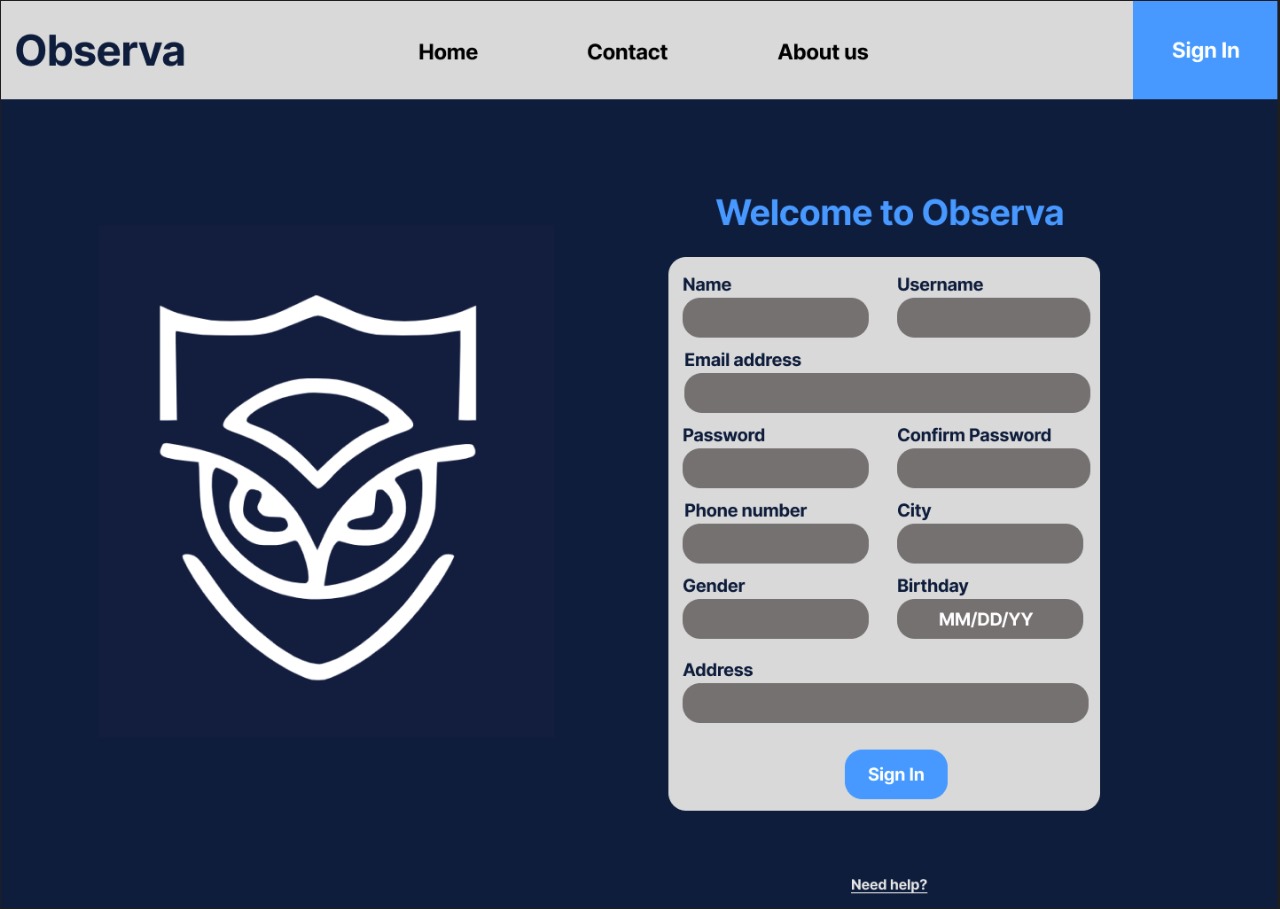 Observa
Home Contact About us
Sign In
Welcome to Observa
Name Username
Email address
Password Confirm Password
Phone number City
Gender Birthday
MM/DD/YY
Address
Sign In
Need help?